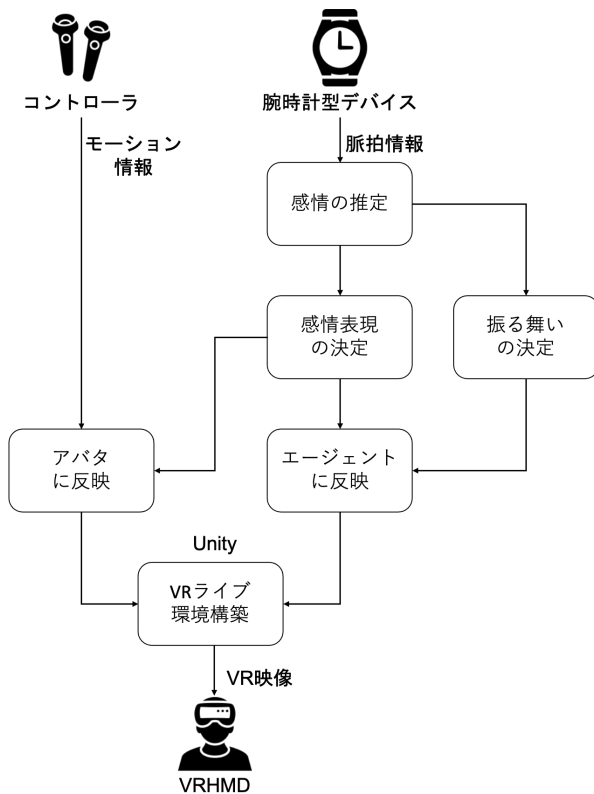 コントローラ
腕時計型デバイス
モーション
情報
脈拍情報
感情の推定
感情表現
の決定
振る舞い
の決定
アバタ
に反映
エージェント
に反映
Unity
VRライブ
環境構築
VR映像
VRHMD